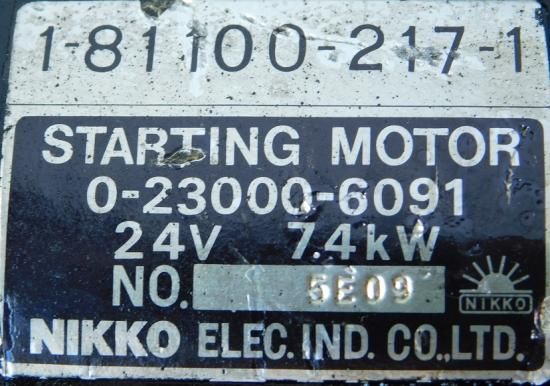 1-81100-217-1
STARTING MOTOR
0-23000-6091
24V 7.4kW
NO. 5E09
NIKKO
NIKKO ELEC. IND. CO.,LTD.